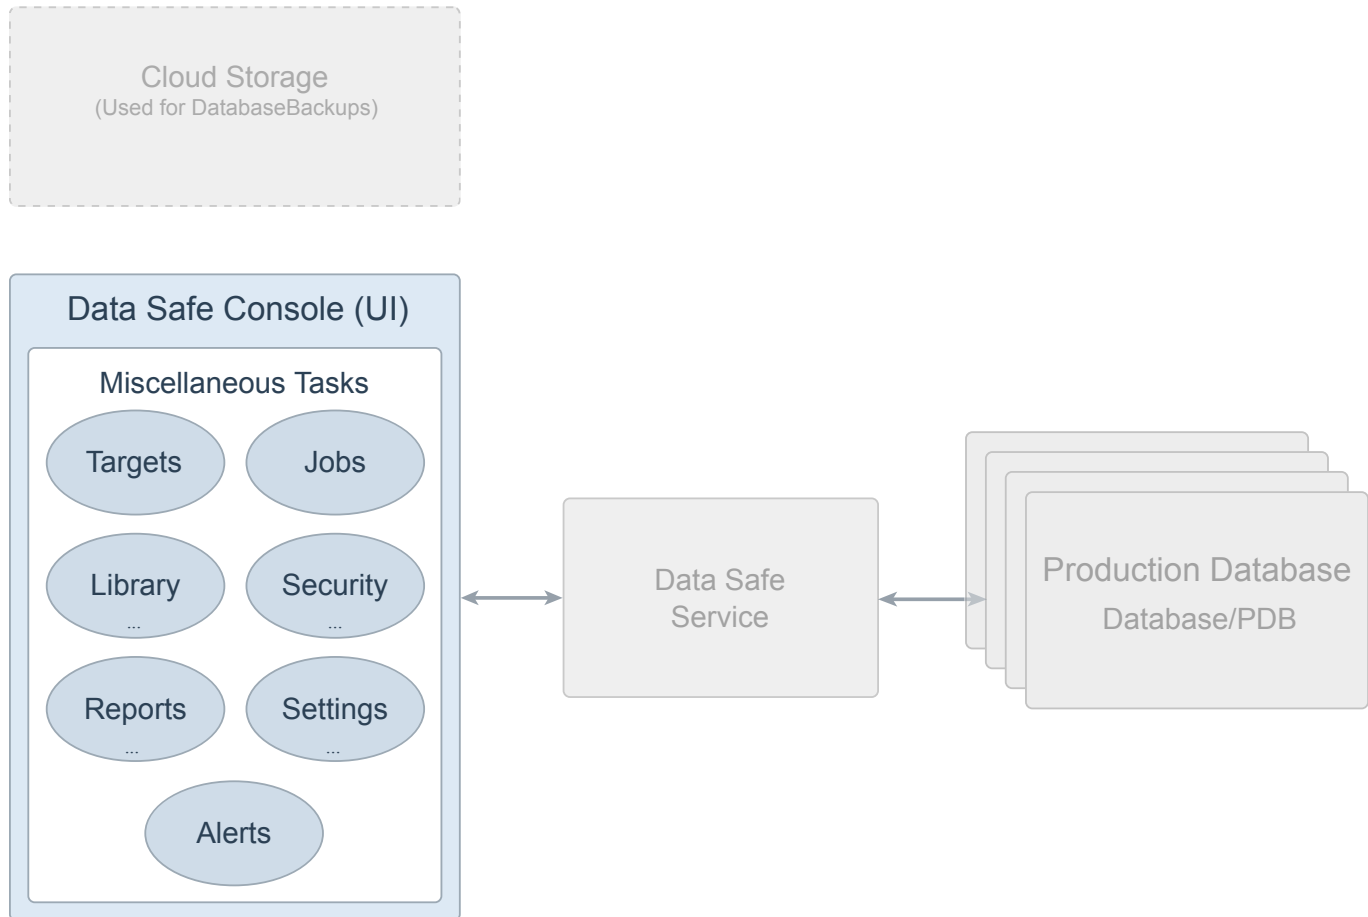 Cloud Storage
(Used for DatabaseBackups)
Data Safe Console (UI)
Miscellaneous Tasks
Targets
Jobs
Library
...
Security
...
Reports
...
Settings
...
Alerts
Data Safe
Service
Production Database
Database/PDB